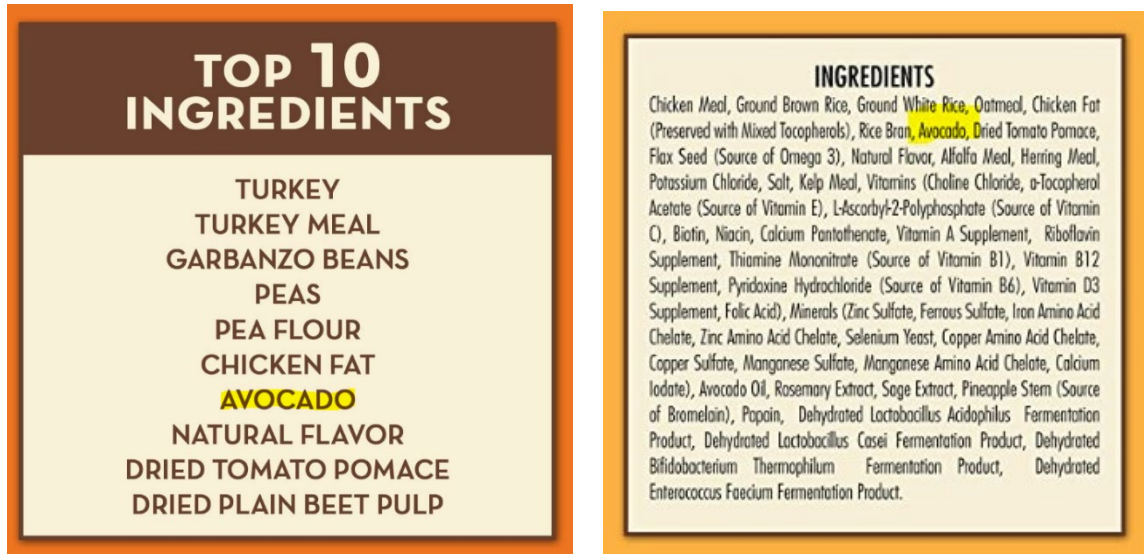 TOP 10
INGREDIENTS
TURKEY
TURKEY MEAL
GARBANZO BEANS
PEAS
PEA FLOUR
CHICKEN FAT
AVOCADO
NATURAL FLAVOR
DRIED TOMATO POMACE
DRIED PLAIN BEET PULP
INGREDIENTS
Chicken Meal, Ground Brown Rice, Ground White Rice, Oatmeal, Chicken Fat
(Preserved with Mixed Tocopherols), Rice Bran, Avocado, Dried Tomato Pomace,
Flax Seed (Source of Omega 3), Natural Flavor, Alfalfa Meal, Herring Meal,
Potassium Chloride, Salt, Kelp Meal, Vitamins (Choline Chloride, a-Tocopherol
Acetate (Source of Vitamin E), L-Ascorbyl-2-Polyphosphate (Source of Vitamin
C), Biotin, Niacin, Calcium Pantothenate, Vitamin A Supplement, Riboflavin
Supplement, Thiamine Mononitrate (Source of Vitamin B1), Vitamin B12
Supplement, Pyridoxine Hydrochloride (Source of Vitamin B6), Vitamin D3
Supplement, Folic Acid), Minerals (Zinc Sulfate, Ferrous Sulfate, Iron Amino Acid
Chelate, Zinc Amino Acid Chelate, Selenium Yeast, Copper Amino Acid Chelate,
Copper Sulfate, Manganese Sulfate, Manganese Amino Acid Chelate, Calcium
Iodate), Avocado Oil, Rosemary Extract, Sage Extract, Pineapple Stem (Source
of Bromelain), Papain, Dehydrated Lactobacillus Acidophilus Fermentation
Product, Dehydrated Lactobacillus Casei Fermentation Product, Dehydrated
Bifidobacterium Thermophilum Fermentation Product, Dehydrated
Enterococcus Faecium Fermentation Product.